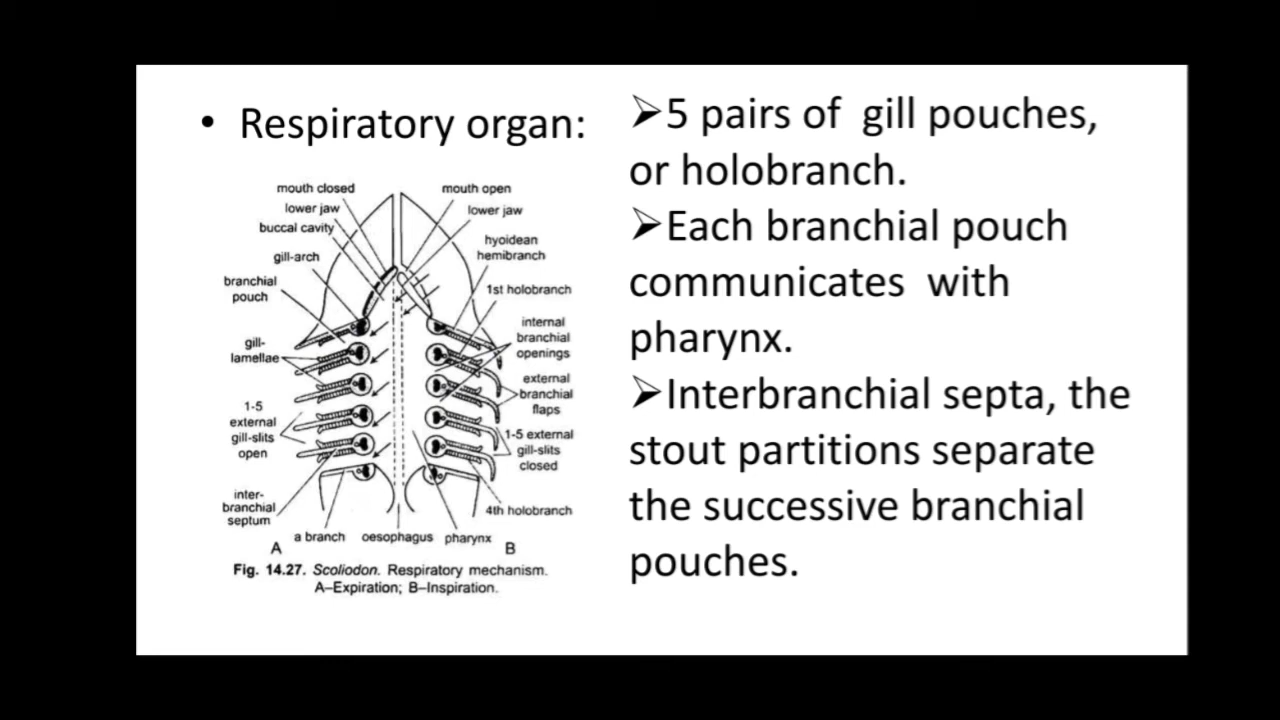 • Respiratory organ:
mouth closed
lower jaw
buccal cavity
gill-arch
branchial
pouch
gill-
lamellae
1-5
external
gill-slits
open
inter-
branchial
septum
A
a branch
oesophagus
pharynx
B
mouth open
lower jaw
hyoidean
hemibranch
1st holobranch
internal
branchial
openings
external
branchial
flaps
1-5 external
gill-slits
closed
4th holobranch
Fig. 14.27. Scoliodon. Respiratory mechanism.
A–Expiration; B–Inspiration.
➢5 pairs of gill pouches,
or holobranch.
➢Each branchial pouch
communicates with
pharynx.
➢Interbranchial septa, the
stout partitions separate
the successive branchial
pouches.